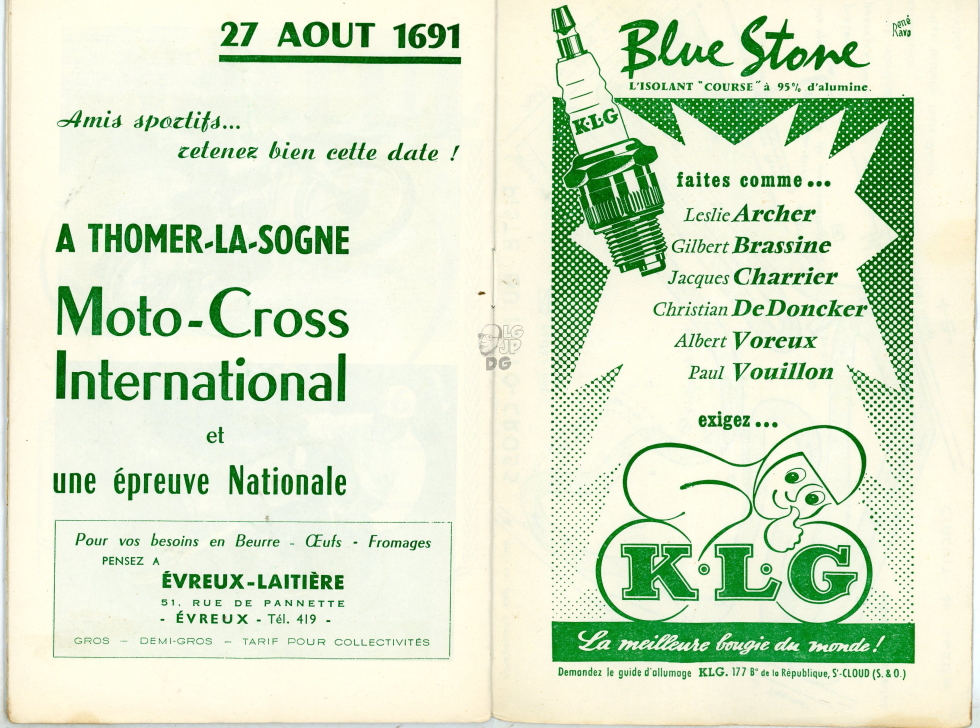 27 AOUT 1691
Amis sportifs...
retenez bien cette date !
A THOMER-LA-SOGNE
Moto-Cross
International
et
une épreuve Nationale
Pour vos besoins en Beurre - Œufs - Fromages
PENSEZ A
ÉVREUX-LAITIÈRE
51, RUE DE PANNETTE
- ÉVREUX - Tél. 419 -
GROS - DEMI-GROS - TARIF POUR COLLECTIVITÉS
LG
JP
DG
Blue Stone
René
Ravo
L'ISOLANT "COURSE" à 95% d'alumine.
K·L·G
faites comme...
Leslie Archer
Gilbert Brassine
Jacques Charrier
Christian De Doncker
Albert Voreux
Paul Vouillon
exigez...
K·L·G
La meilleure bougie du monde !
Demandez le guide d'allumage KLG. 177 Bd de la République, St-CLOUD (S. & O.)